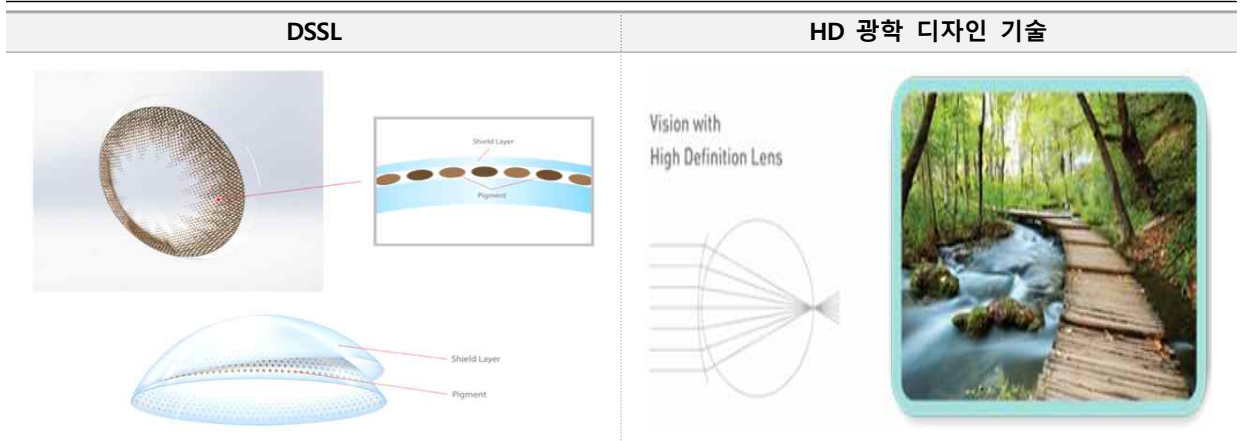 DSSL
HD 광학 디자인 기술
Shield Layer
Pigment
Shield Layer
Pigment
Vision with
High Definition Lens